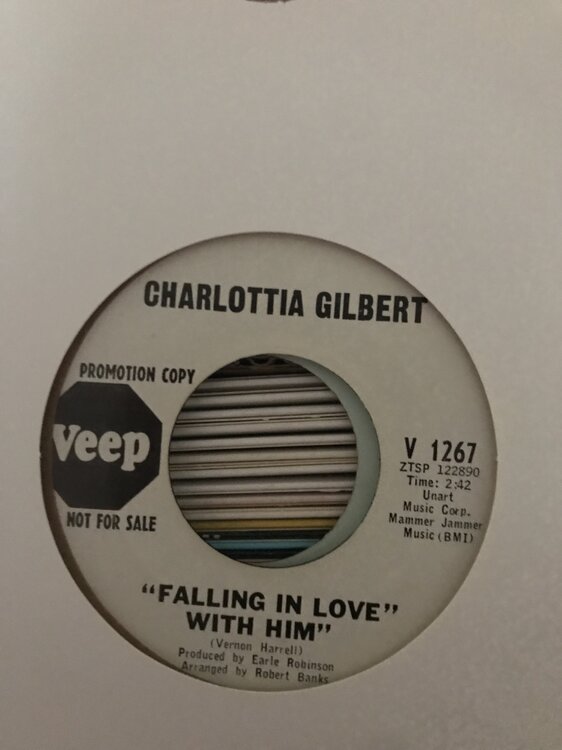 CHARLOTTIA GILBERT
PROMOTION COPY
Veep
NOT FOR SALE
V 1267
ZTSP 122890
Time: 2:42
Unart
Music Corp.
Mammer Jammer
Music (BMI)
"FALLING IN LOVE"
WITH HIM"
(Vernon Harrell)
Produced by Earle Robinson
Arranged by Robert Banks